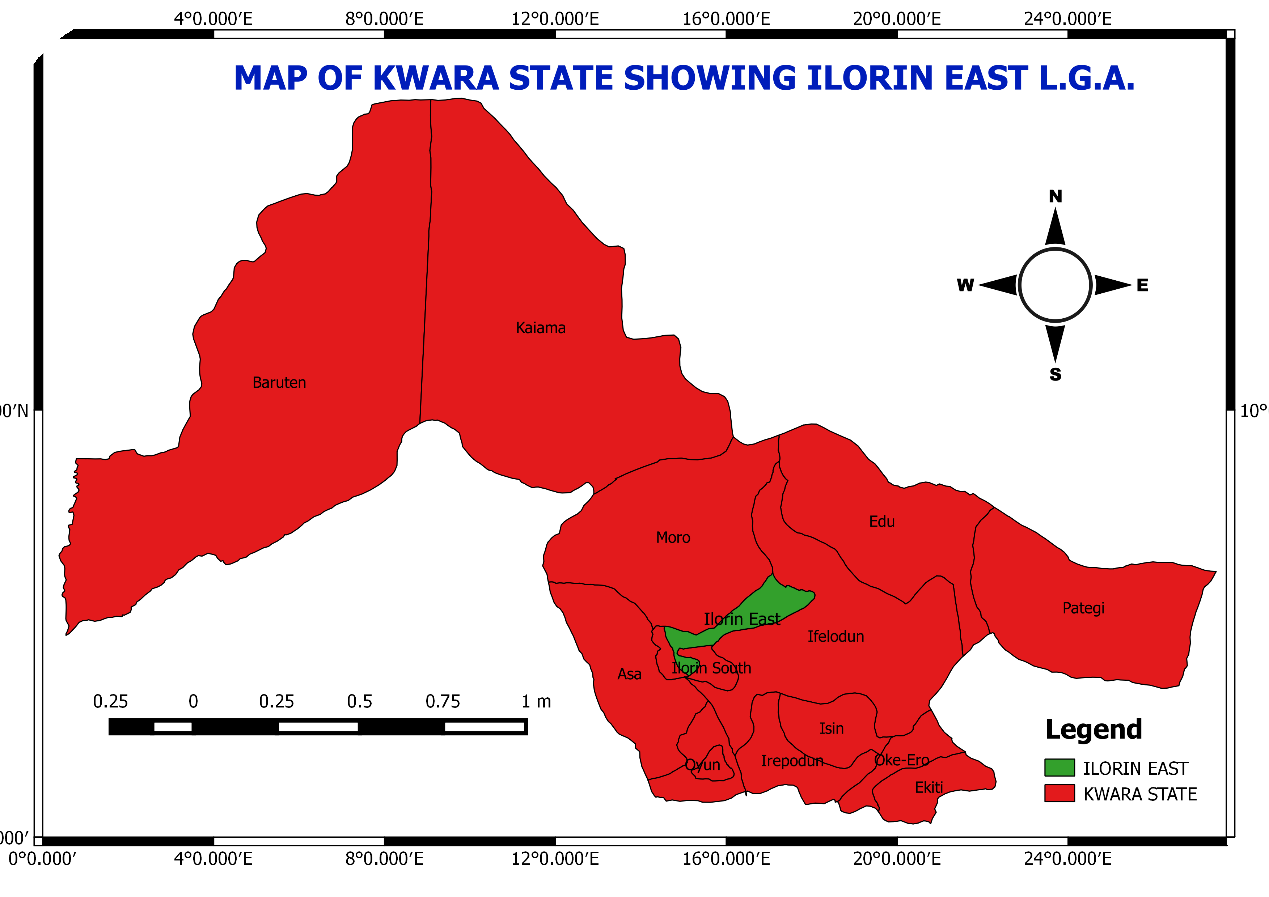 4°0.000′E 8°0.000′E 12°0.000′E 16°0.000′E 20°0.000′E 24°0.000′E
MAP OF KWARA STATE SHOWING ILORIN EAST L.G.A.
N
W E
S
Kaiama
Baruten
00′N 10°
Edu
Moro
Pategi
Ilorin East
Ifelodun
Ilorin South
Asa
0.25 0 0.25 0.5 0.75 1 m
Isin
Irepodun
Oke-Ero
Oyun
Ekiti
Legend
ILORIN EAST
KWARA STATE
000′
0°0.000′ 4°0.000′E 8°0.000′E 12°0.000′E 16°0.000′E 20°0.000′E 24°0.000′E